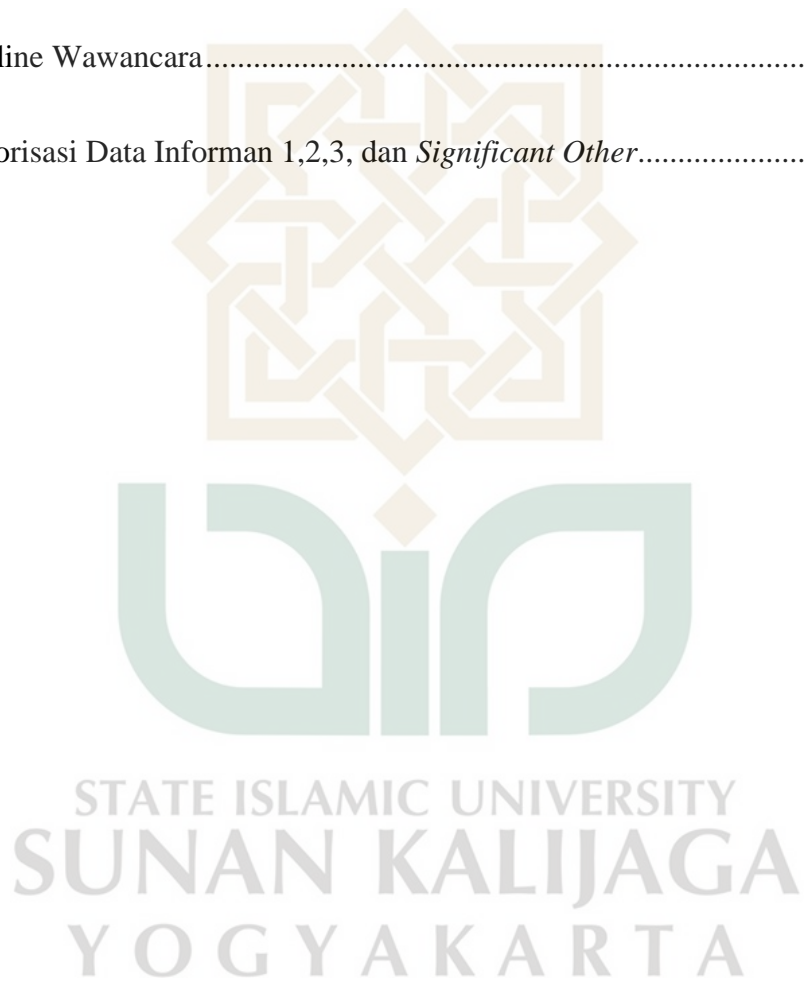 line Wawancara......................................................................................
orisasi Data Informan 1,2,3, dan Significant Other.....................
STATE ISLAMIC UNIVERSITY
SUNAN KALIJAGA
YOGYAKARTA